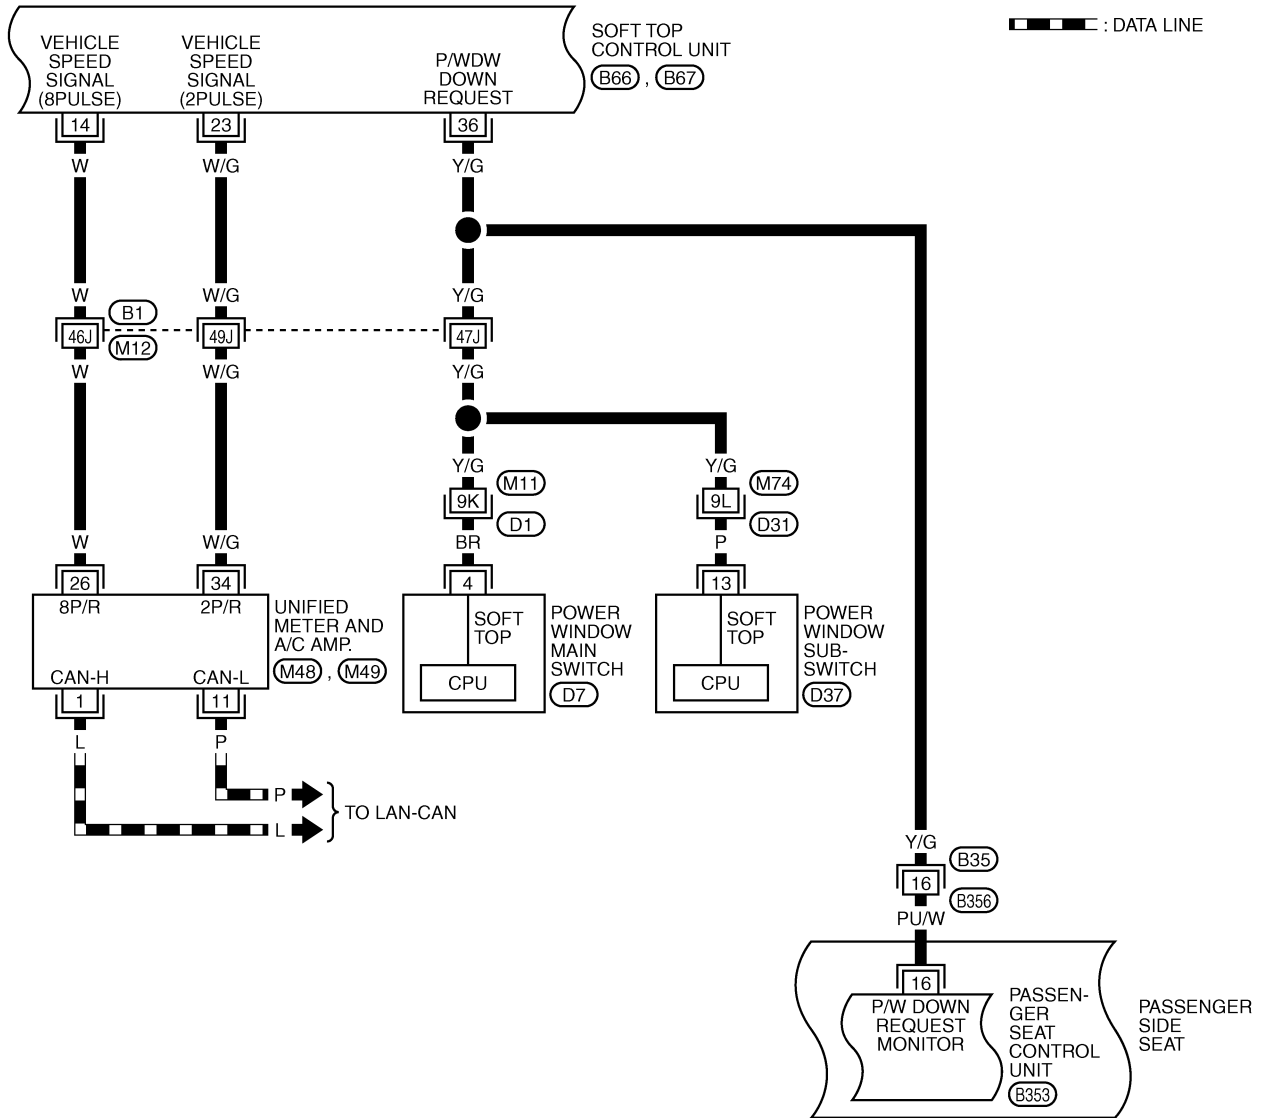 : DATA LINE
SOFT TOP
CONTROL UNIT
B66 , B67
VEHICLE
SPEED
SIGNAL
(8PULSE)
VEHICLE
SPEED
SIGNAL
(2PULSE)
P/WDW
DOWN
REQUEST
14
23
36
W
W/G
Y/G
W
W/G
Y/G
B1
46J
49J
47J
M12
W
W/G
Y/G
Y/G
Y/G
M11
M74
9K
9L
D1
D31
W
W/G
BR
P
26
34
4
13
8P/R
2P/R
UNIFIED
METER AND
A/C AMP.
M48 , M49
CAN-H
CAN-L
SOFT
TOP
CPU
POWER
WINDOW
MAIN
SWITCH
D7
SOFT
TOP
CPU
POWER
WINDOW
SUB-
SWITCH
D37
1
11
L
P
P
L
TO LAN-CAN
Y/G
B35
16
B356
PU/W
16
P/W DOWN
REQUEST
MONITOR
PASSEN-
GER
SEAT
CONTROL
UNIT
B353
PASSENGER
SIDE
SEAT